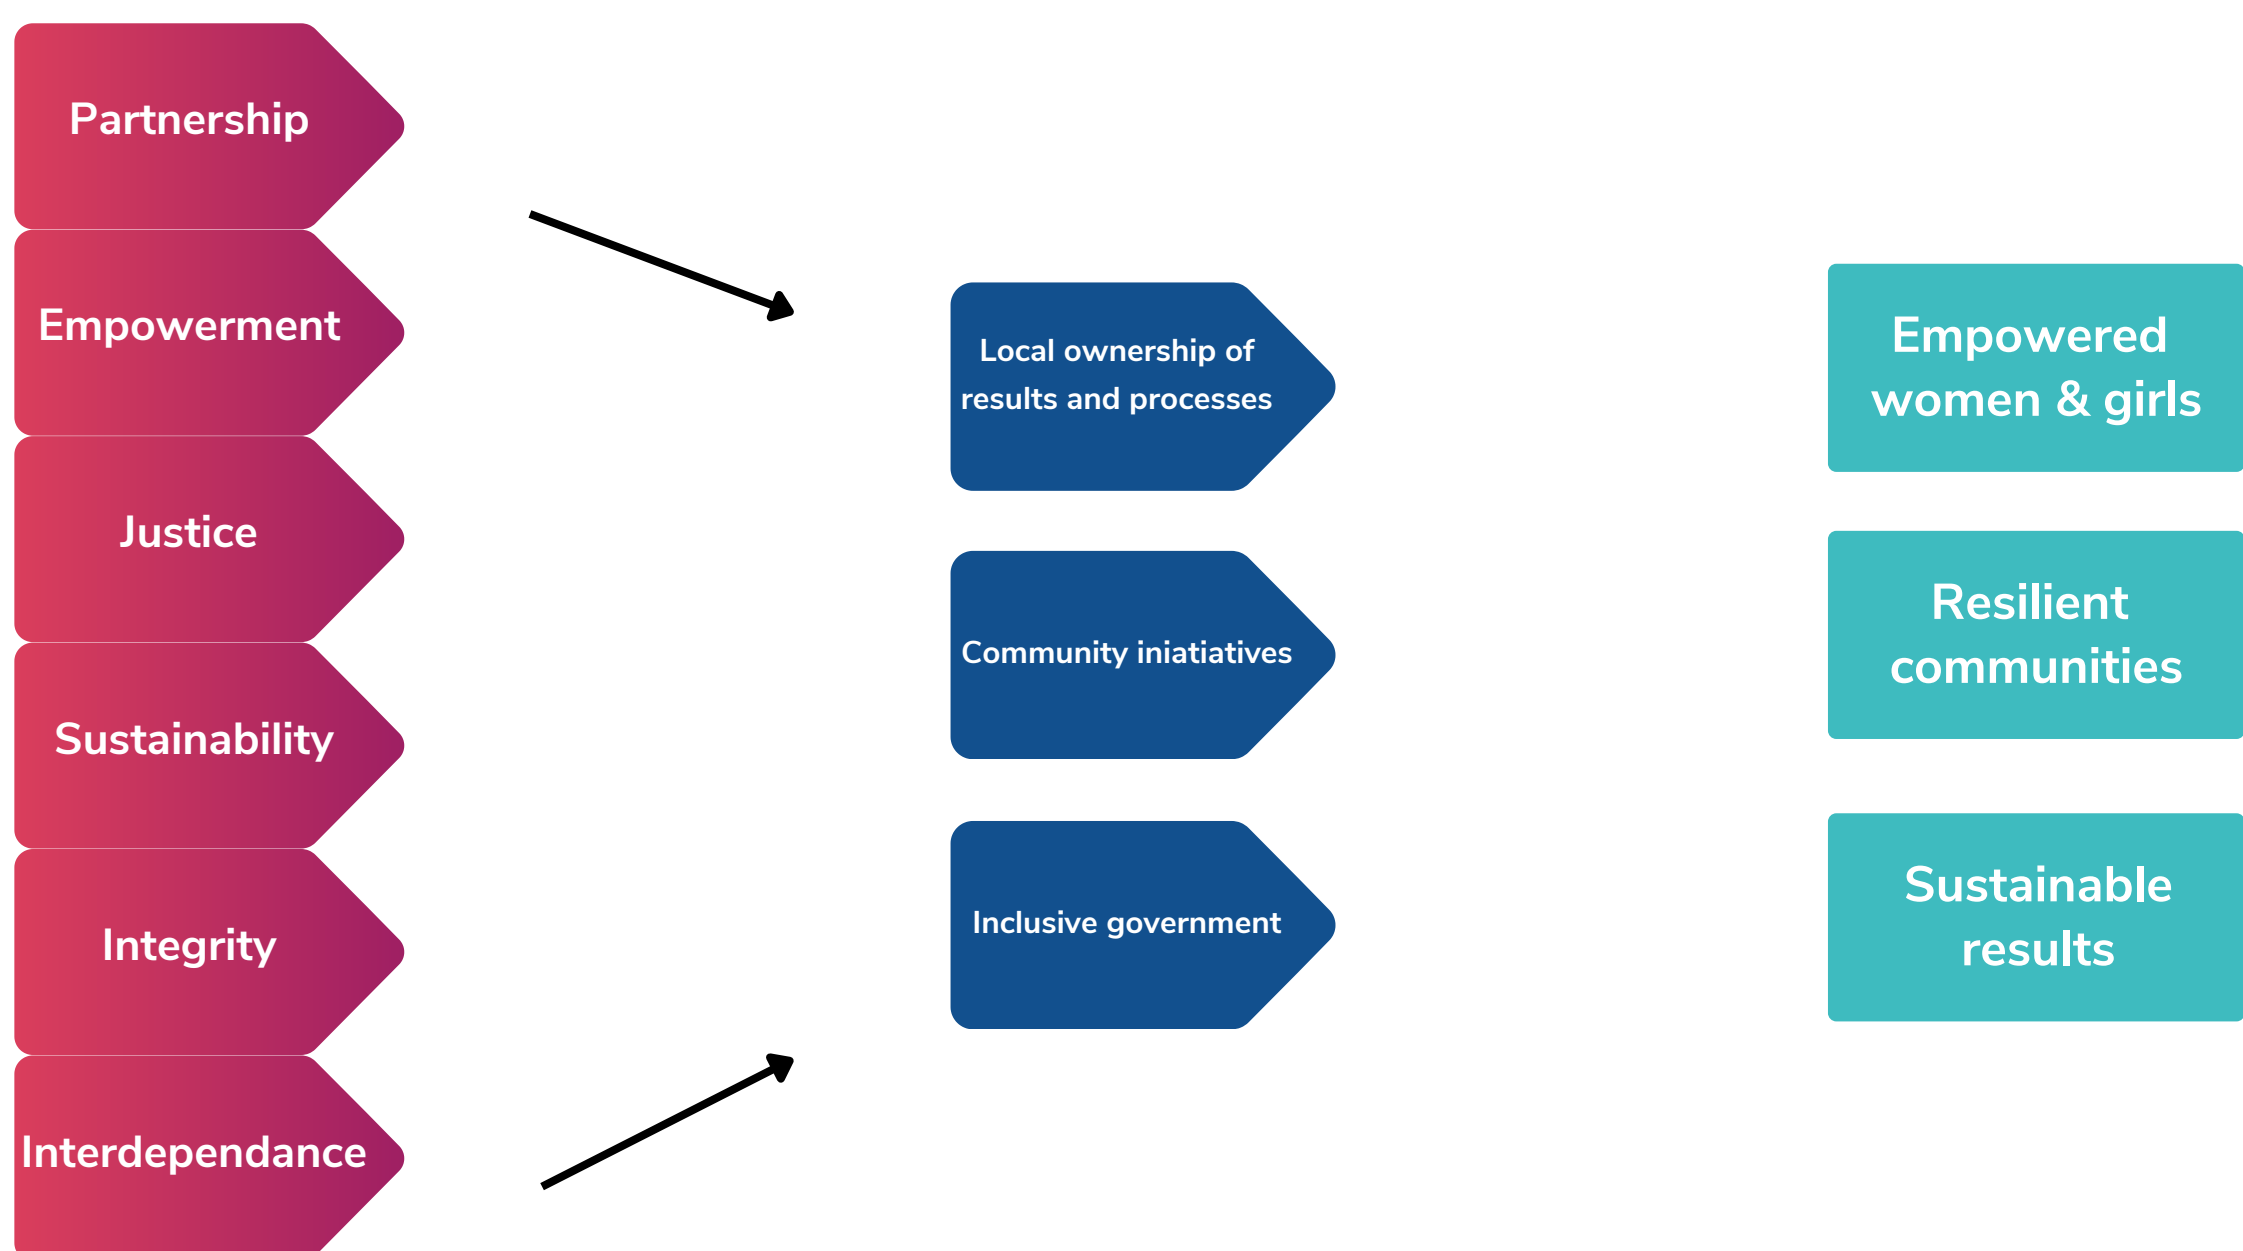 Partnership
Empowerment
Justice
Sustainability
Integrity
Interdependance
Local ownership of
results and processes
Community iniatiatives
Inclusive government
Empowered
women & girls
Resilient
communities
Sustainable
results